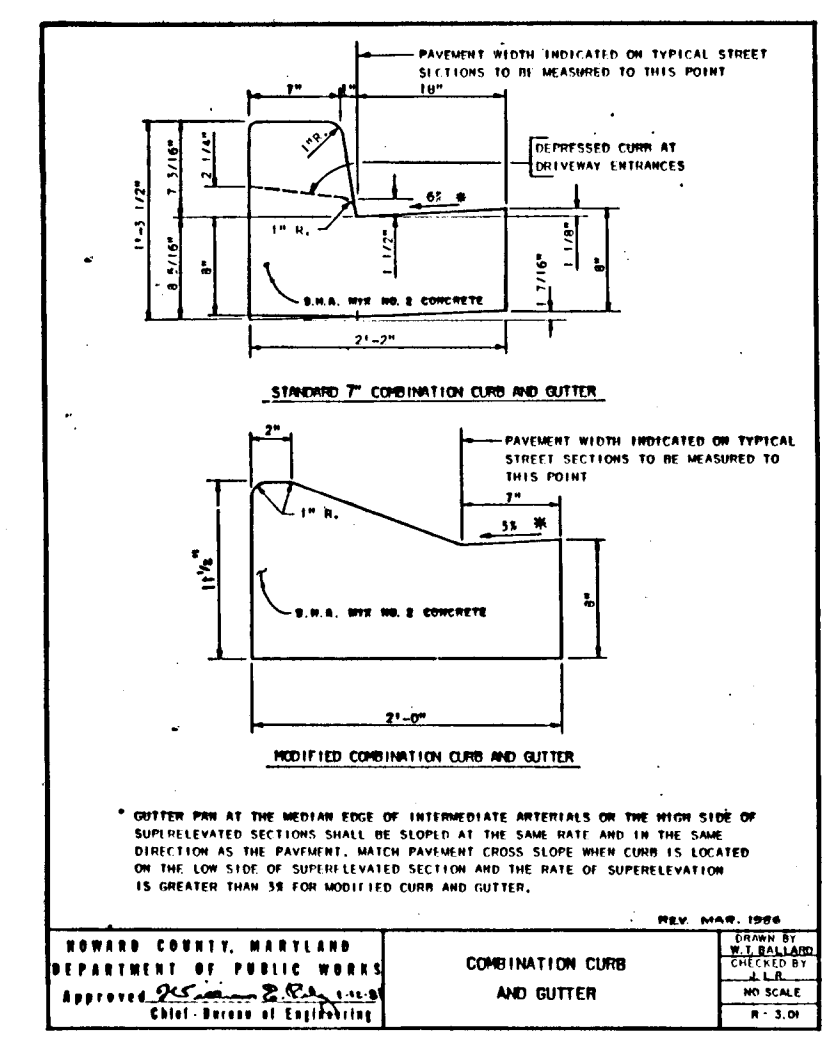 PAVEMENT WIDTH INDICATED ON TYPICAL STREET
SECTIONS TO BE MEASURED TO THIS POINT
7"
1"
18"
1"R.
DEPRESSED CURB AT
DRIVEWAY ENTRANCES
1'-3 1/2"
7 3/16"
2 1/4"
6% *
1" R.
1 1/2"
1 1/8"
8"
8 5/16"
8"
1 7/16"
S.H.A. MIX NO. 2 CONCRETE
2'-2"
STANDARD 7" COMBINATION CURB AND GUTTER
2"
PAVEMENT WIDTH INDICATED ON TYPICAL
STREET SECTIONS TO BE MEASURED TO
THIS POINT
7"
1" R.
5% *
11 1/2"
8"
S.H.A. MIX NO. 2 CONCRETE
2'-0"
MODIFIED COMBINATION CURB AND GUTTER
* GUTTER PAN AT THE MEDIAN EDGE OF INTERMEDIATE ARTERIALS OR THE HIGH SIDE OF
SUPERELEVATED SECTIONS SHALL BE SLOPED AT THE SAME RATE AND IN THE SAME
DIRECTION AS THE PAVEMENT. MATCH PAVEMENT CROSS SLOPE WHEN CURB IS LOCATED
ON THE LOW SIDE OF SUPERELEVATED SECTION AND THE RATE OF SUPERELEVATION
IS GREATER THAN 5% FOR MODIFIED CURB AND GUTTER.
REV. MAR. 1986
HOWARD COUNTY, MARYLAND
DEPARTMENT OF PUBLIC WORKS
Approved
Chief - Bureau of Engineering
COMBINATION CURB
AND GUTTER
DRAWN BY
W.T. BALLARD
CHECKED BY
J.L.R.
NO SCALE
R - 3.01